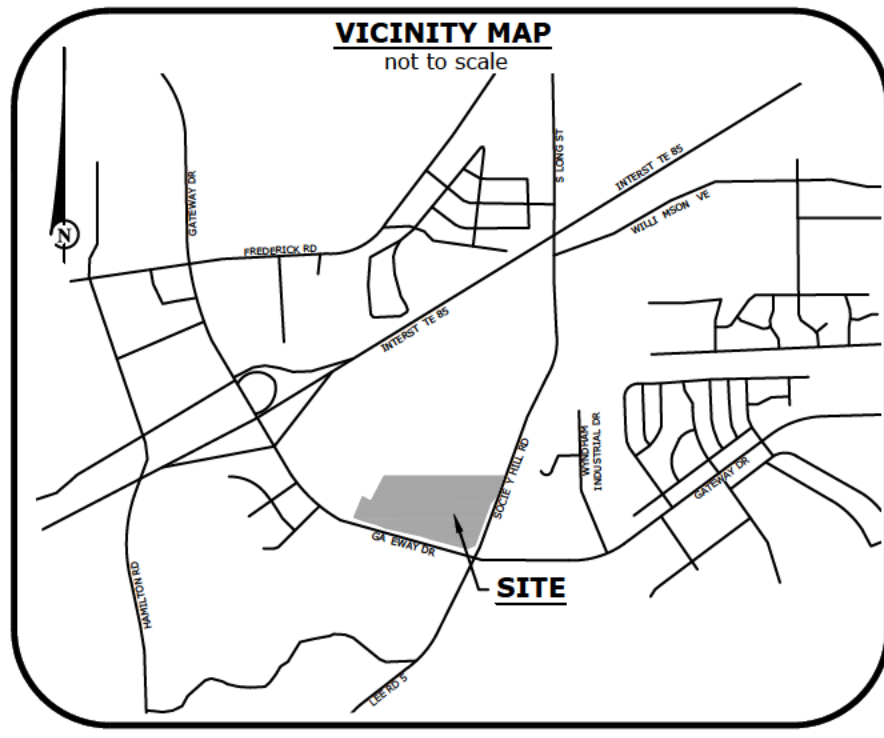 VICINITY MAP
not to scale
S LONG ST
INTERST TE 85
GATEWAY DR
WILLI MSON VE
N
FREDERICK RD
INTERST TE 85
WYNDHAM
INDUSTRIAL DR
SOCIE Y HILL RD
GATEWAY DR
GA EWAY DR
SITE
HAMILTON RD
LEE RD 5